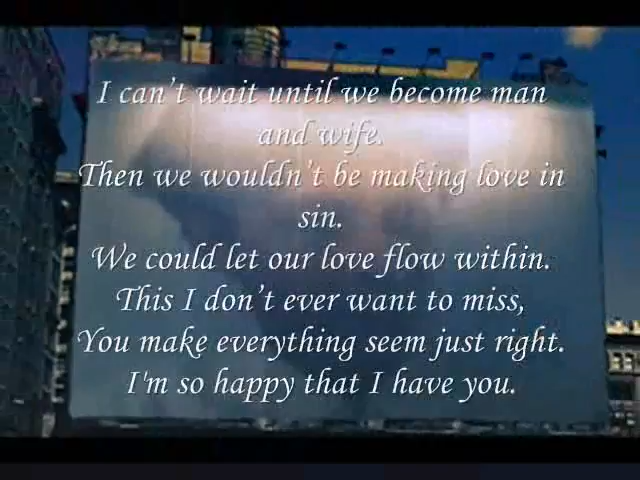 I can’t wait until we become man
and wife.
Then we wouldn’t be making love in
sin.
We could let our love flow within.
This I don’t ever want to miss,
You make everything seem just right.
I'm so happy that I have you.